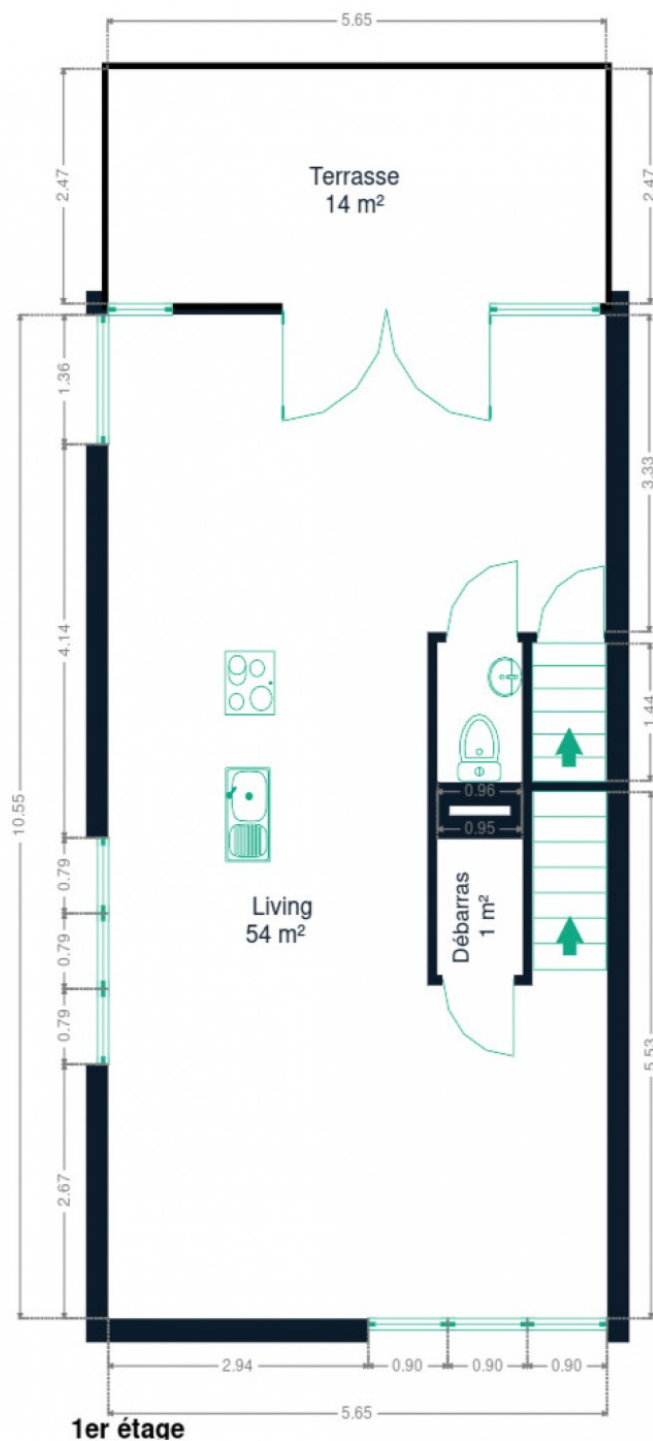 5.65
2.47
2.47
Terrasse
14 m²
1.36
3.33
4.14
1.44
10.55
0.96
0.95
0.79
Living
54 m²
Débarras
1 m²
0.79
0.79
5.53
2.67
2.94
0.90
0.90
0.90
5.65
1er étage